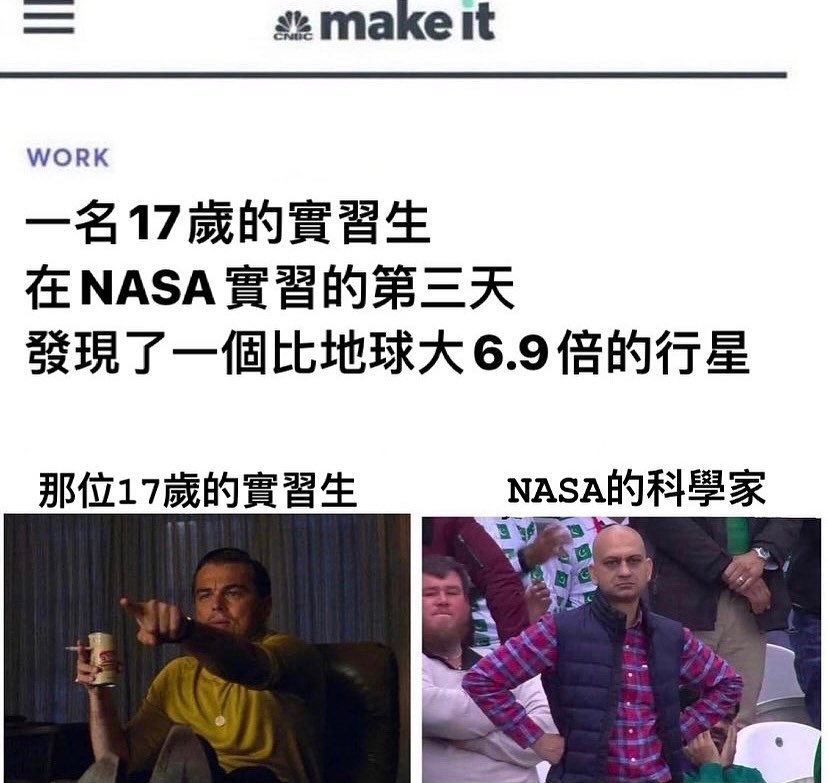 CNBC make it
WORK
一名17歲的實習生
在NASA實習的第三天
發現了一個比地球大6.9倍的行星
那位17歲的實習生
NASA的科學家